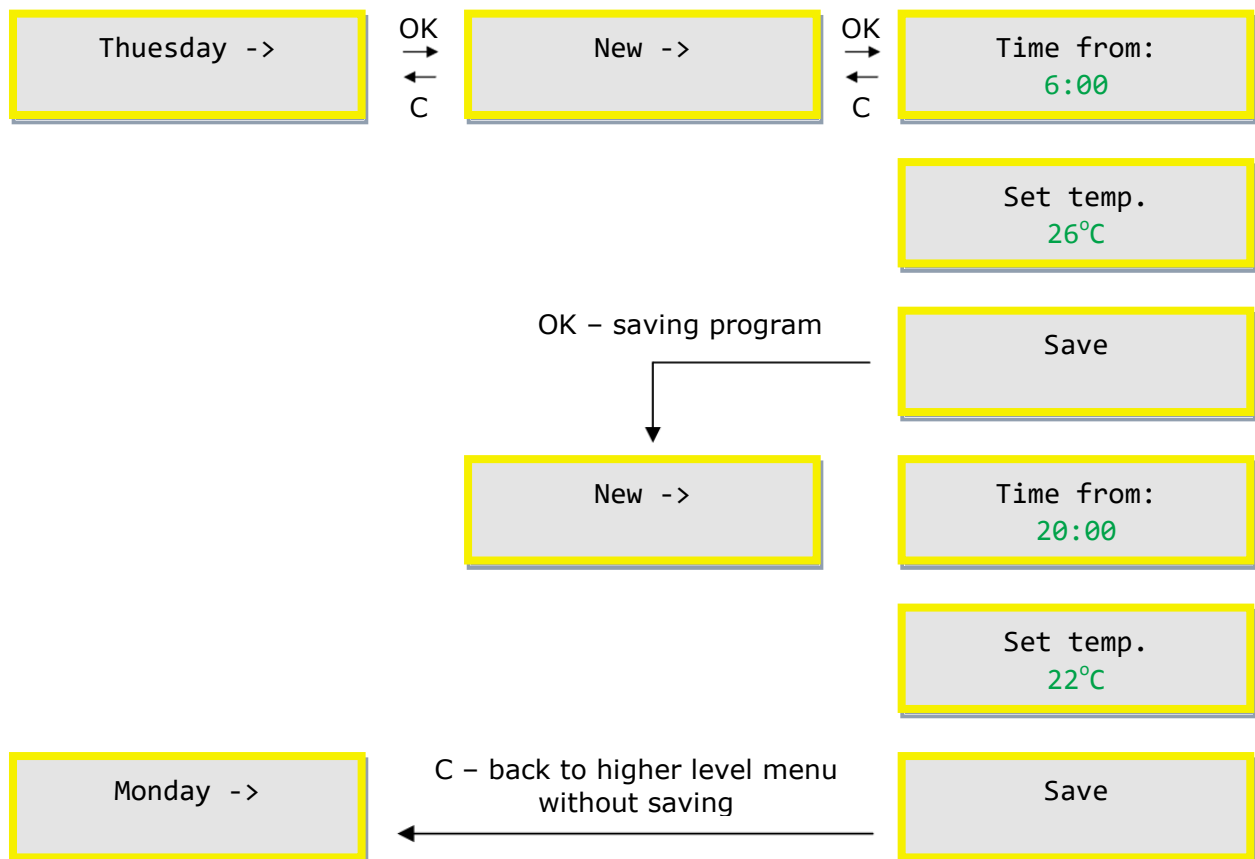 Thuesday ->
OK
C
New ->
OK
C
Time from:
6:00
Set temp.
26°C
OK – saving program
Save
New ->
Time from:
20:00
Set temp.
22°C
Monday ->
C – back to higher level menu
without saving
Save